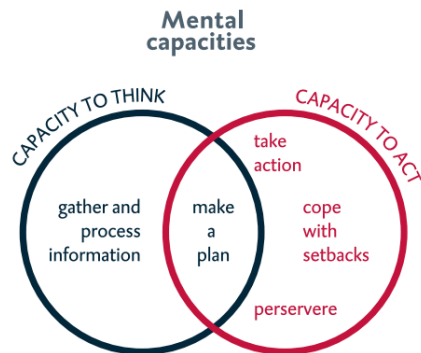 Mental
capacities
CAPACITY TO THINK
CAPACITY TO ACT
take
action
gather and
process
information
make
a
plan
cope
with
setbacks
perservere